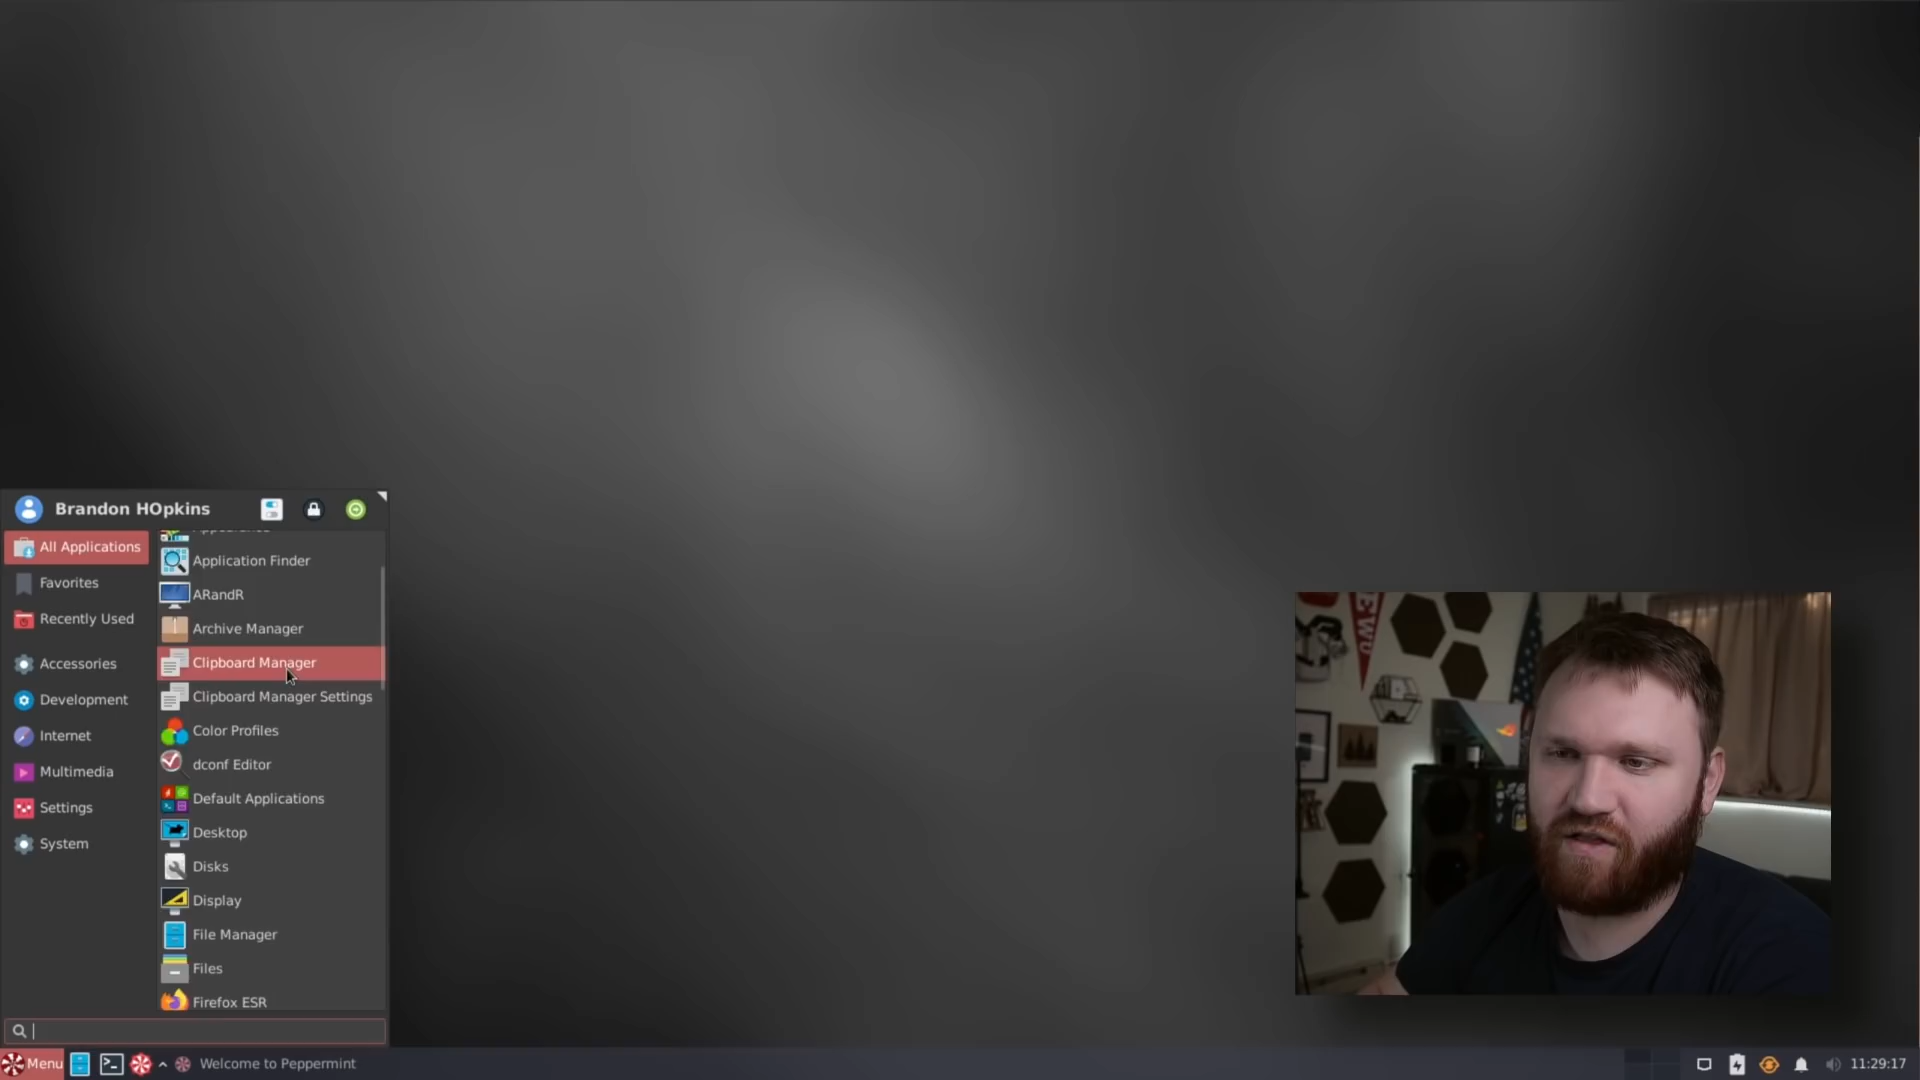 Brandon HOpkins
All Applications
Favorites
Recently Used
Accessories
Development
Internet
Multimedia
Settings
System
Application Finder
ARandR
Archive Manager
Clipboard Manager
Clipboard Manager Settings
Color Profiles
dconf Editor
Default Applications
Desktop
Disks
Display
File Manager
Files
Firefox ESR
Menu
Welcome to Peppermint
11:29:17
EWU